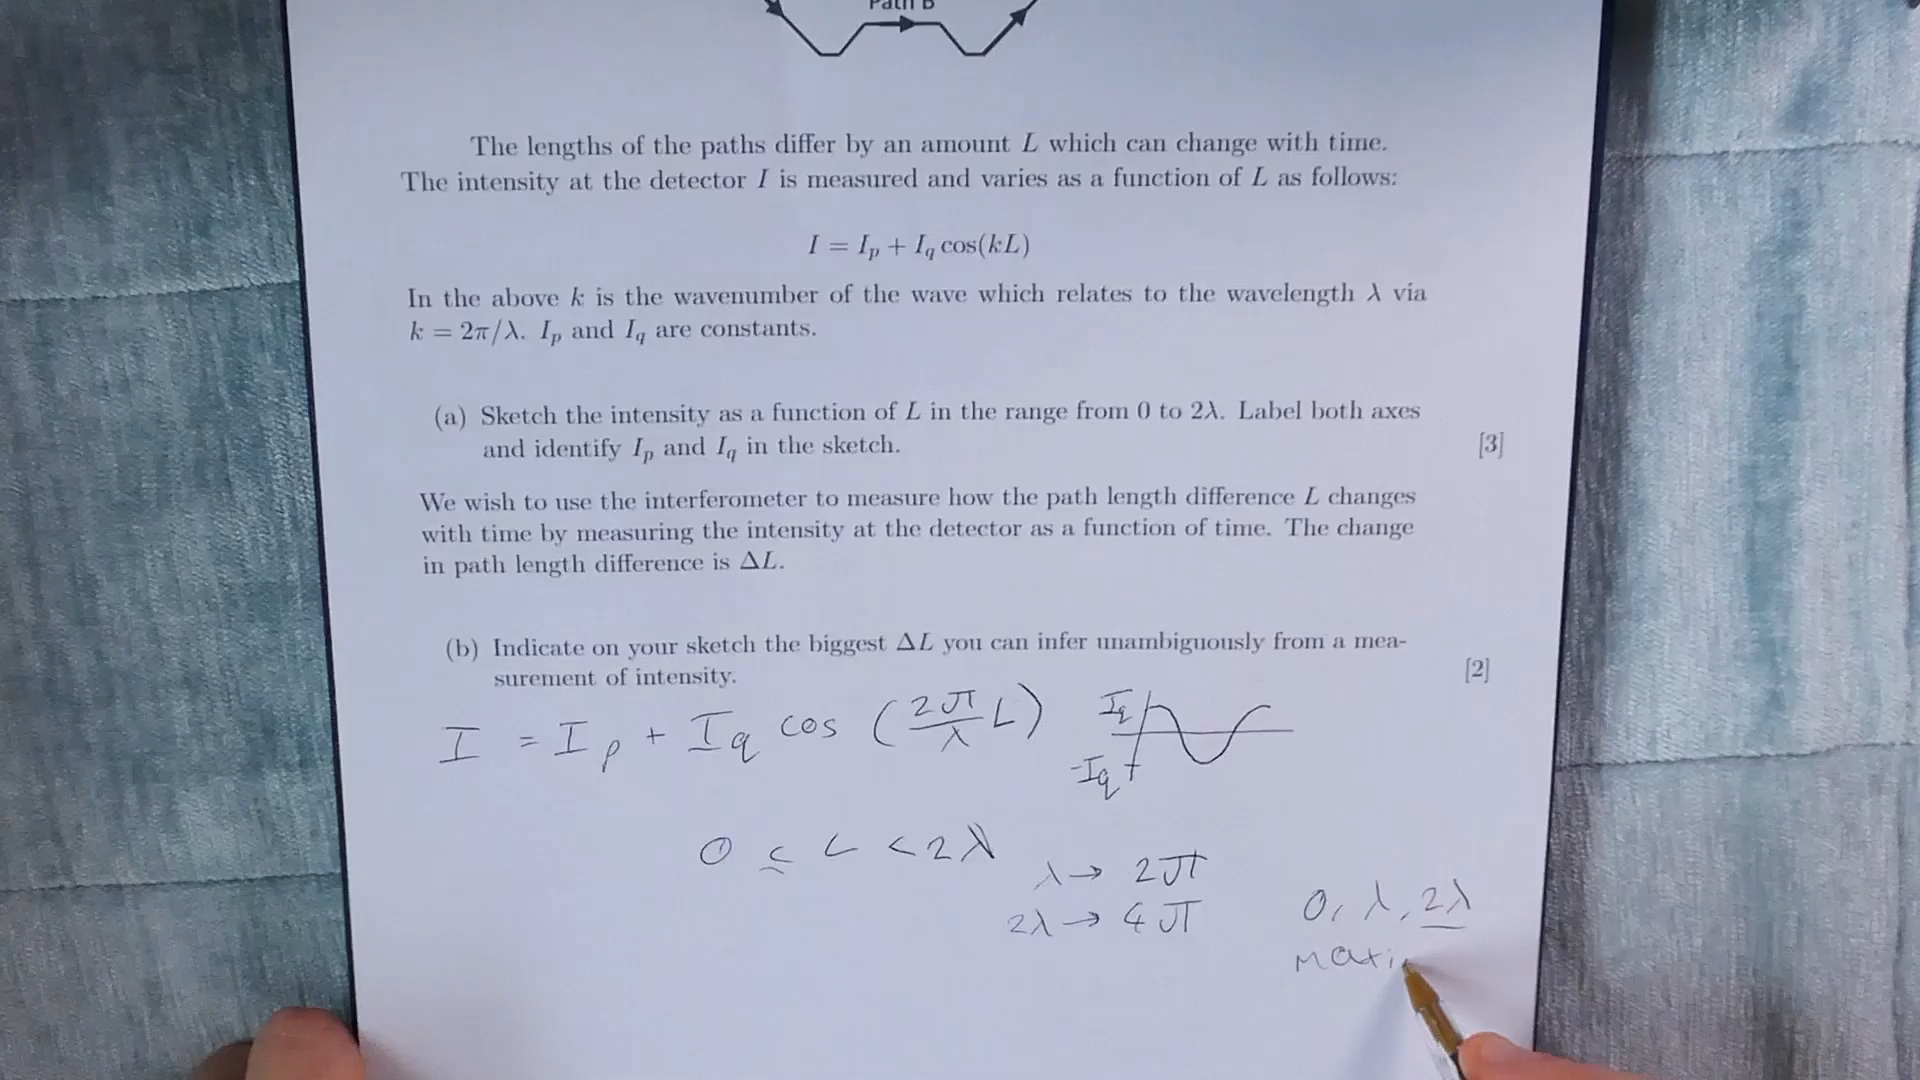 Path B
The lengths of the paths differ by an amount L which can change with time.
The intensity at the detector I is measured and varies as a function of L as follows:
I = I_p + I_q cos(kL)
In the above k is the wavenumber of the wave which relates to the wavelength λ via
k = 2π/λ. I_p and I_q are constants.
(a) Sketch the intensity as a function of L in the range from 0 to 2λ. Label both axes
and identify I_p and I_q in the sketch. [3]
We wish to use the interferometer to measure how the path length difference L changes
with time by measuring the intensity at the detector as a function of time. The change
in path length difference is ΔL.
(b) Indicate on your sketch the biggest ΔL you can infer unambiguously from a mea-
surement of intensity. [2]
I = I_p + I_q cos (2π/λ L)
I_q
-I_q
0 ≤ L < 2λ
λ → 2π
2λ → 4π
0, λ, 2λ
maxi